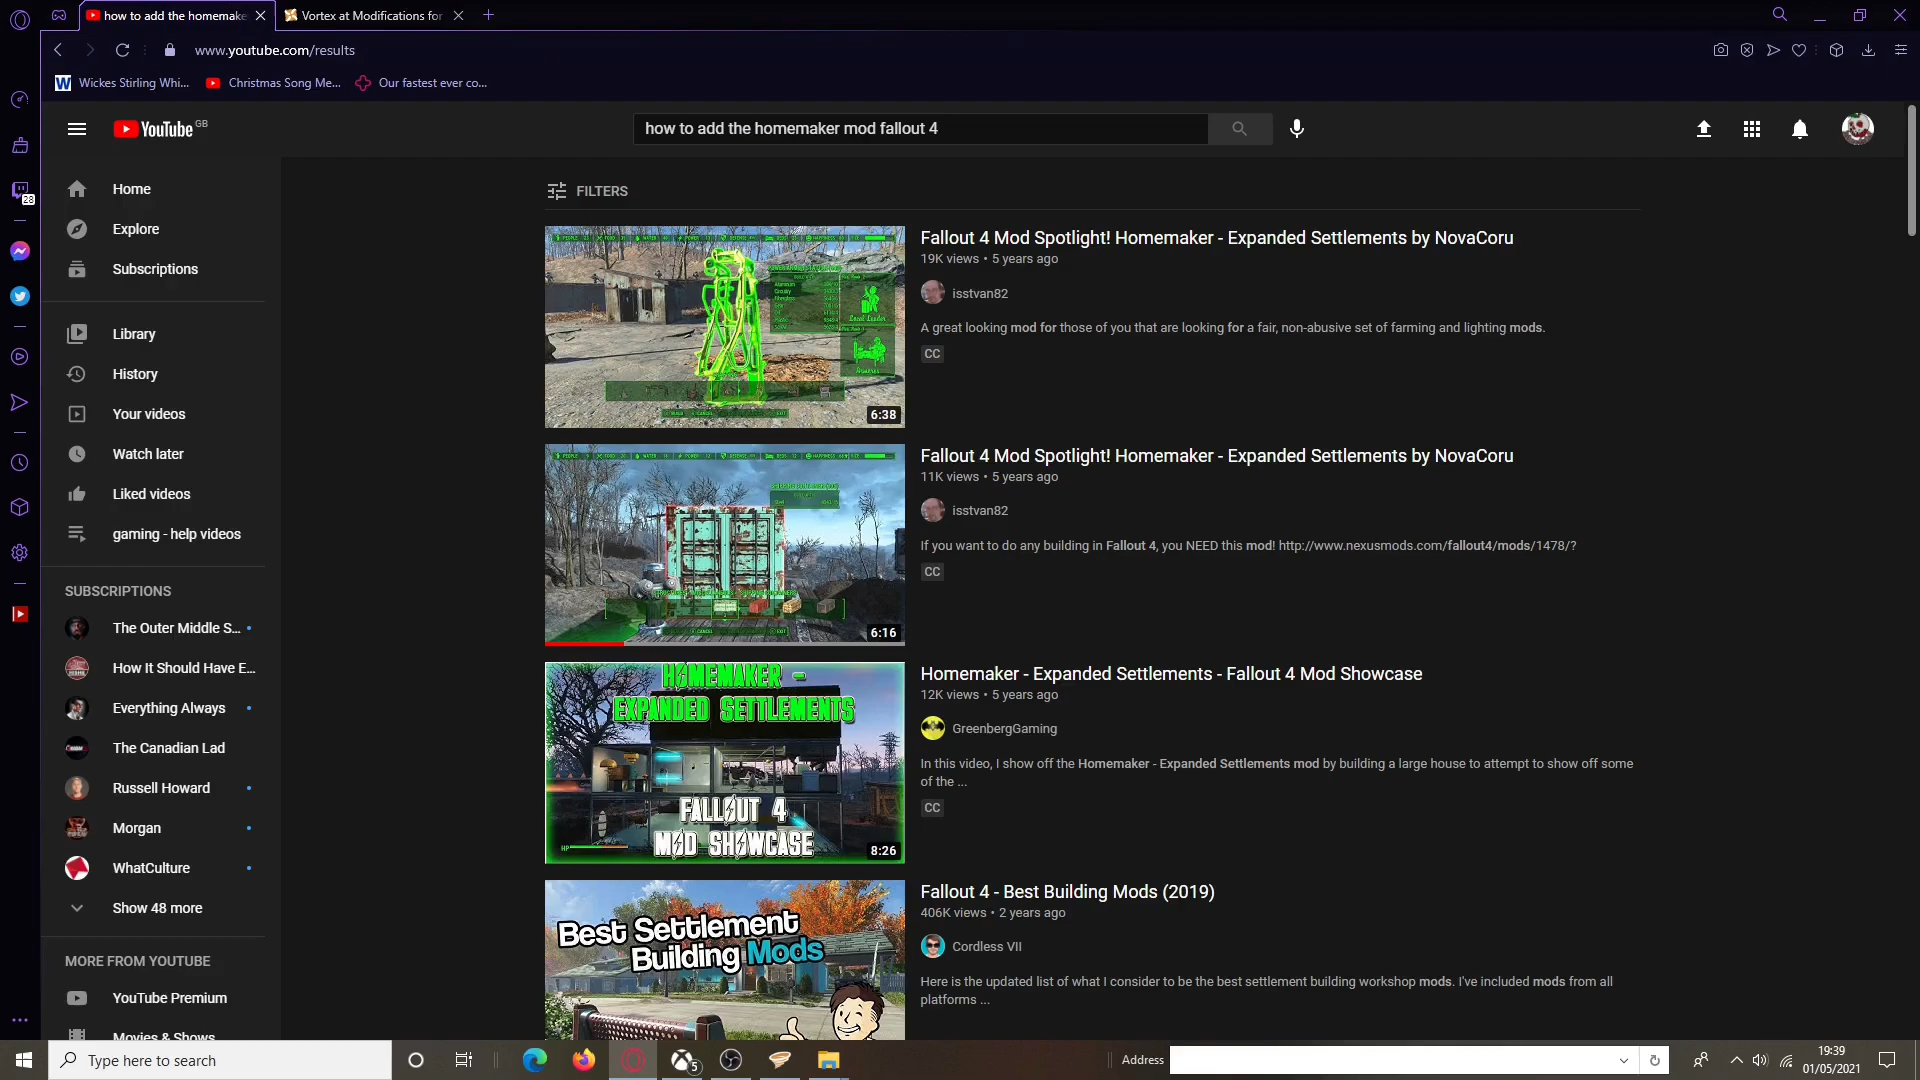 how to add the homemake
Vortex at Modifications for
www.youtube.com/results
Wickes Stirling Whi...
Christmas Song Me...
Our fastest ever co...
28
YouTube GB
how to add the homemaker mod fallout 4
Home
Explore
Subscriptions
Library
History
Your videos
Watch later
Liked videos
gaming - help videos
SUBSCRIPTIONS
The Outer Middle S...
How It Should Have E...
Everything Always
The Canadian Lad
Russell Howard
Morgan
WhatCulture
Show 48 more
MORE FROM YOUTUBE
YouTube Premium
Movies & Shows
FILTERS
6:38
Fallout 4 Mod Spotlight! Homemaker - Expanded Settlements by NovaCoru
19K views • 5 years ago
isstvan82
A great looking mod for those of you that are looking for a fair, non-abusive set of farming and lighting mods.
CC
6:16
Fallout 4 Mod Spotlight! Homemaker - Expanded Settlements by NovaCoru
11K views • 5 years ago
isstvan82
If you want to do any building in Fallout 4, you NEED this mod! http://www.nexusmods.com/fallout4/mods/1478/?
CC
HOMEMAKER -
EXPANDED SETTLEMENTS
FALLOUT 4
MOD SHOWCASE
HP
8:26
Homemaker - Expanded Settlements - Fallout 4 Mod Showcase
12K views • 5 years ago
GreenbergGaming
In this video, I show off the Homemaker - Expanded Settlements mod by building a large house to attempt to show off some
of the ...
CC
Best Settlement
Building Mods
Fallout 4 - Best Building Mods (2019)
406K views • 2 years ago
Cordless VII
Here is the updated list of what I consider to be the best settlement building workshop mods. I've included mods from all
platforms ...
Type here to search
5
Address
19:39
01/05/2021